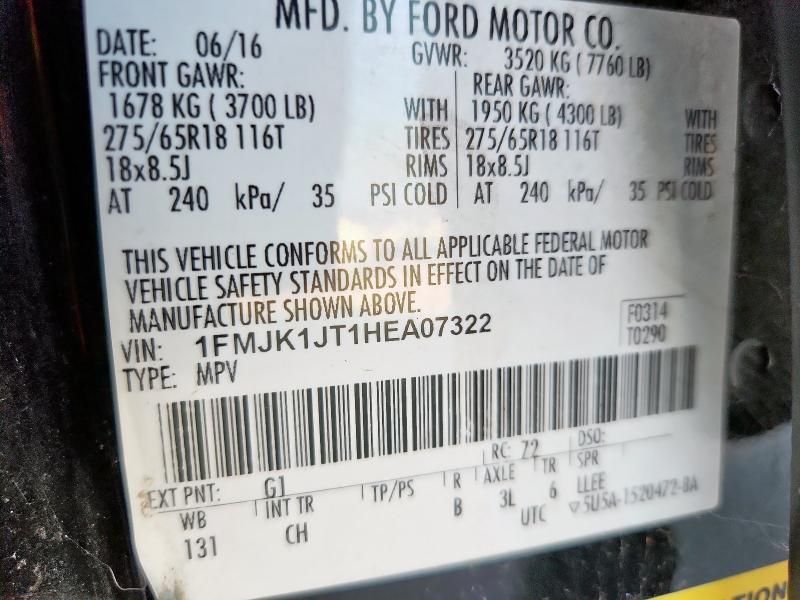 MFD. BY FORD MOTOR CO.
DATE: 06/16 GVWR: 3520 KG ( 7760 LB)
FRONT GAWR: REAR GAWR:
1678 KG ( 3700 LB) WITH 1950 KG ( 4300 LB) WITH
275/65R18 116T TIRES 275/65R18 116T TIRES
18x8.5J RIMS 18x8.5J RIMS
AT 240 kPa/ 35 PSI COLD AT 240 kPa/ 35 PSI COLD
THIS VEHICLE CONFORMS TO ALL APPLICABLE FEDERAL MOTOR
VEHICLE SAFETY STANDARDS IN EFFECT ON THE DATE OF
MANUFACTURE SHOWN ABOVE.
VIN: 1FMJK1JT1HEA07322 F0314
TYPE: MPV T0290
EXT PNT: G1 RC: 72 DSO:
WB INT TR TP/PS R AXLE TR SPR
131 CH B 3L 6 LLEE
UTC ▽5U5A-1520472-BA